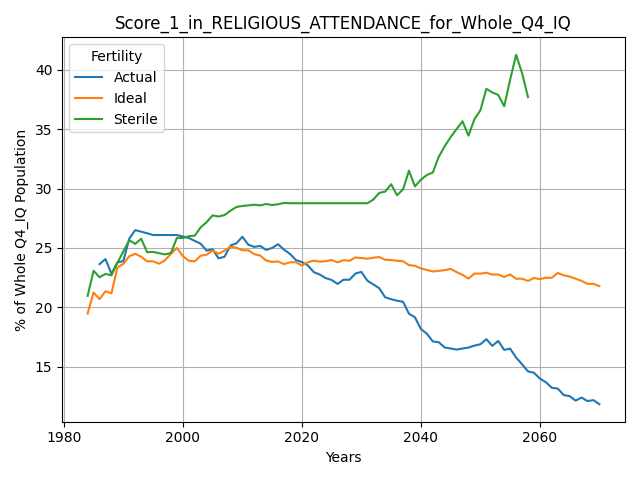 Score_1_in_RELIGIOUS_ATTENDANCE_for_Whole_Q4_IQ
Fertility
Actual
Ideal
Sterile
% of Whole Q4_IQ Population
40
35
30
25
20
15
1980
2000
2020
2040
2060
Years